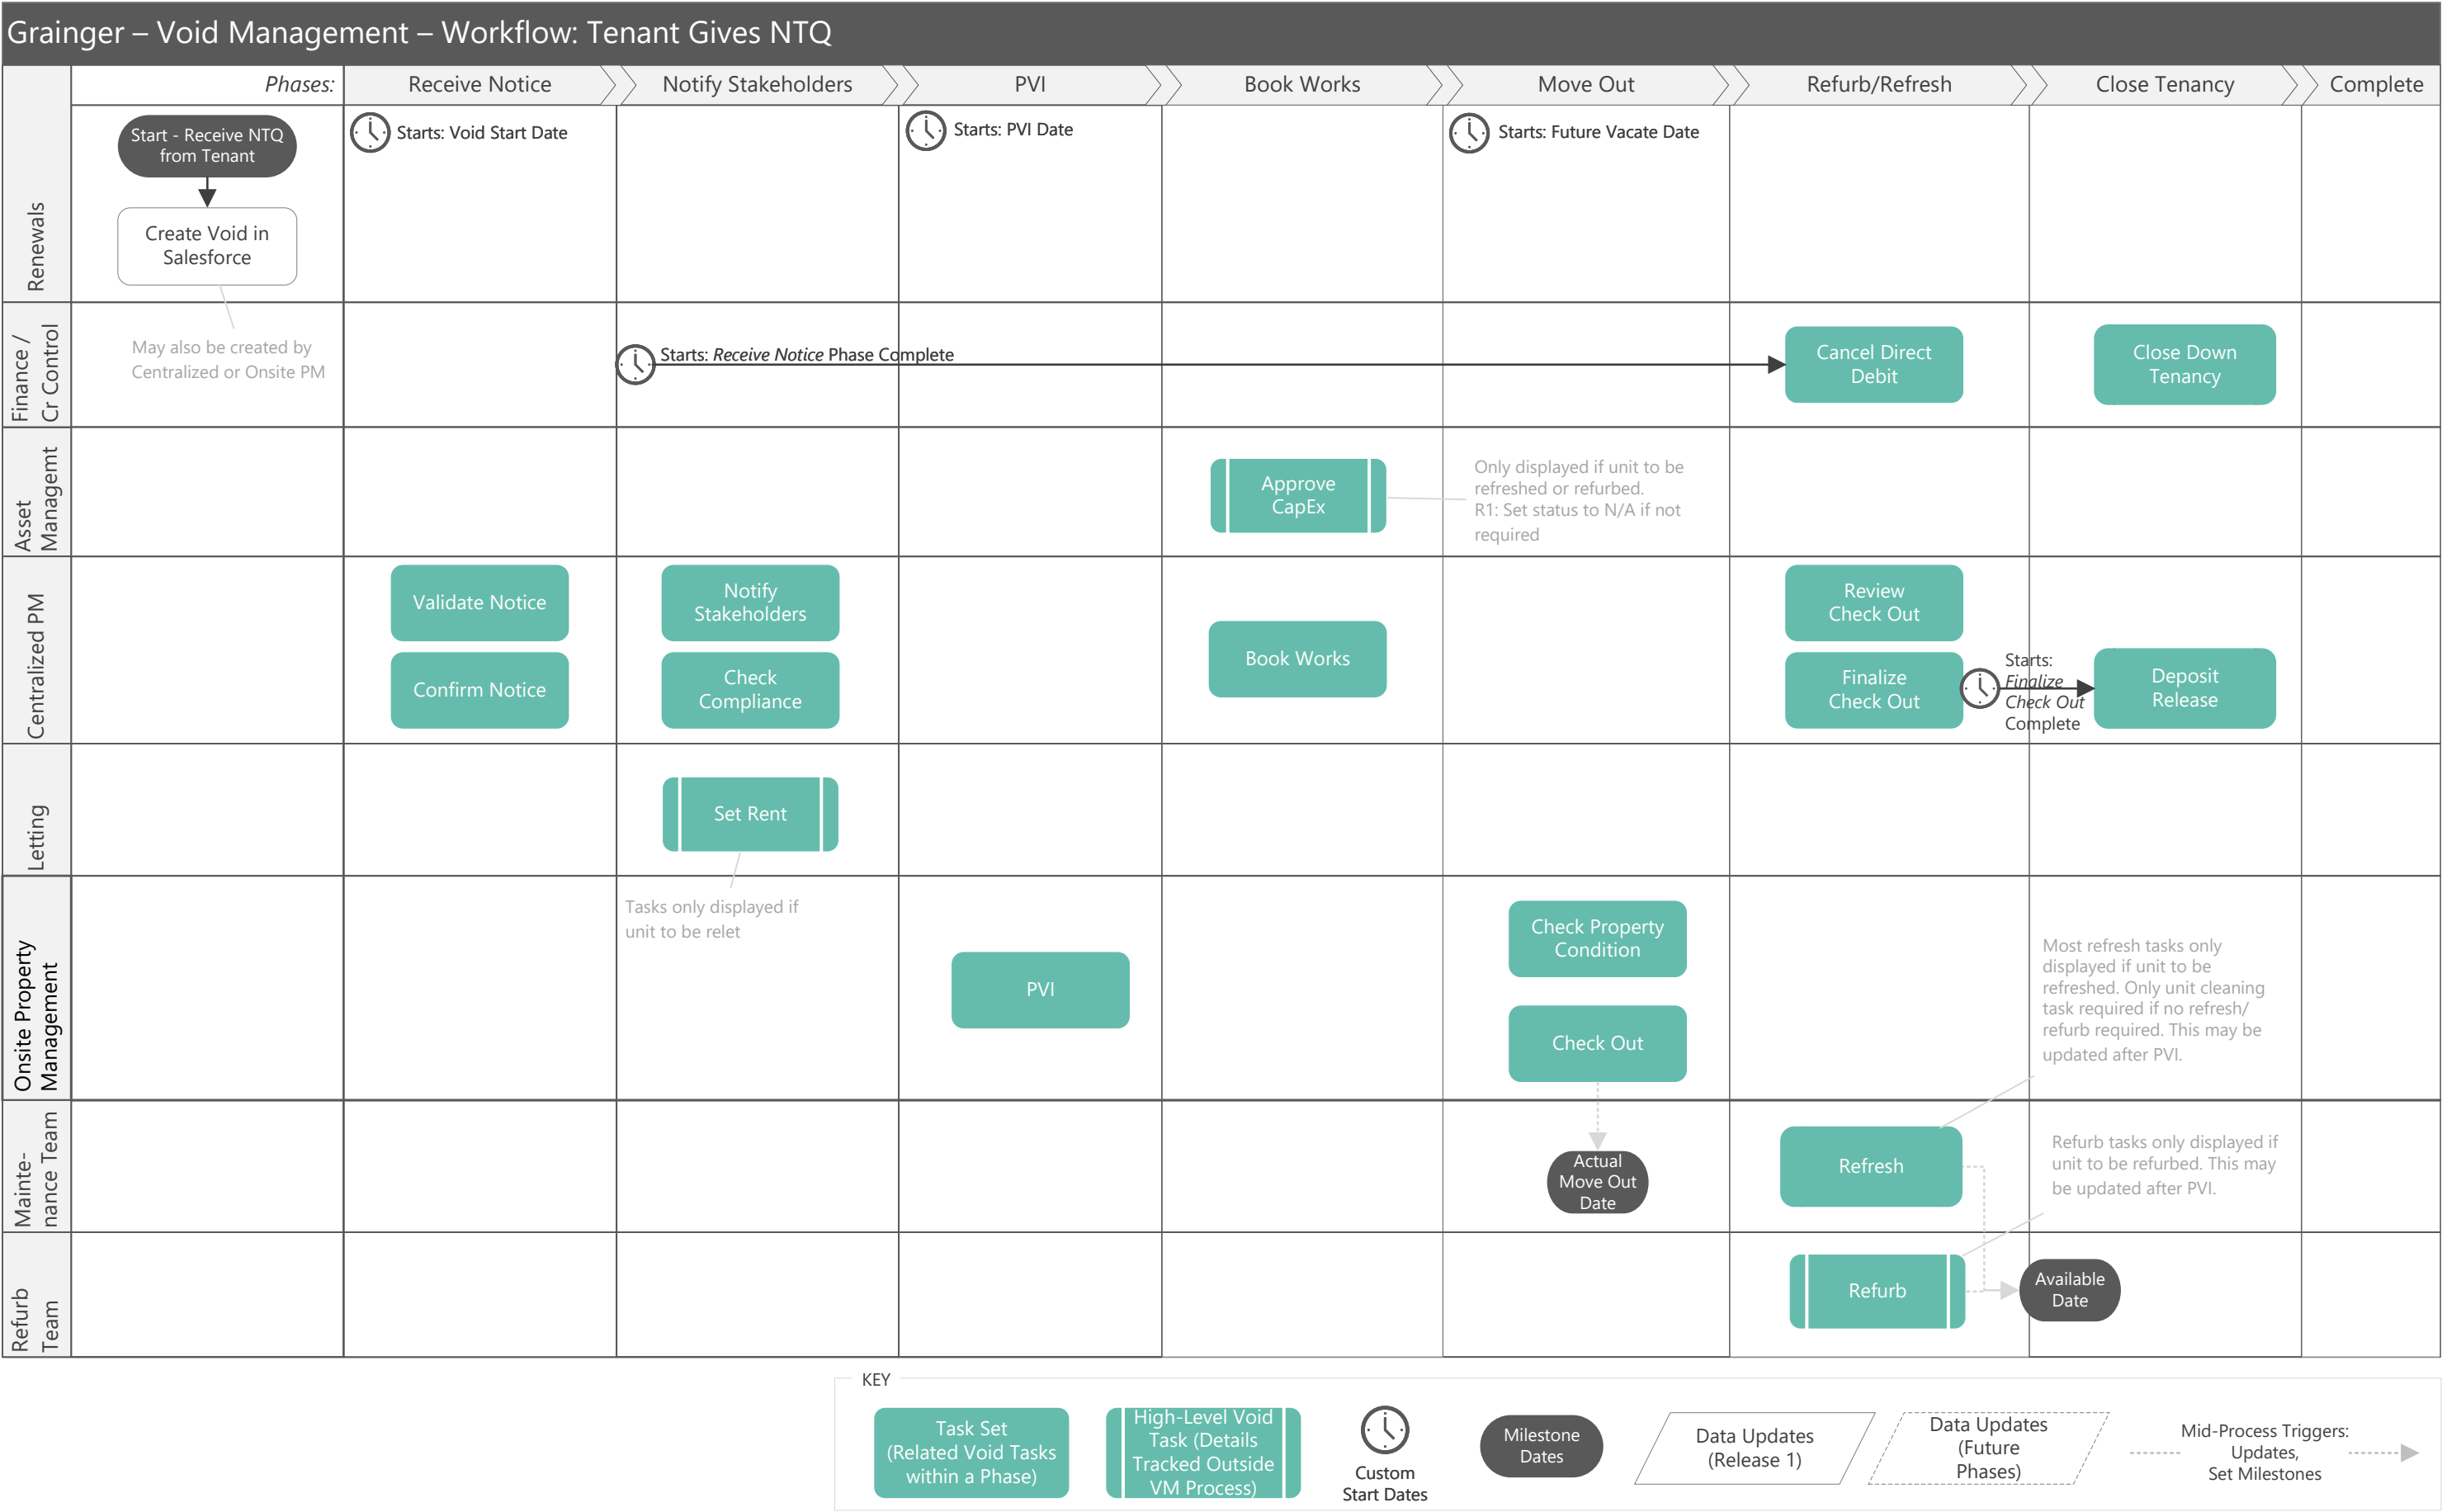 Grainger – Void Management – Workflow: Tenant Gives NTQ
Phases:
Receive Notice
Notify Stakeholders
PVI
Book Works
Move Out
Refurb/Refresh
Close Tenancy
Complete
Renewals
Start - Receive NTQ
from Tenant
Create Void in
Salesforce
May also be created by
Centralized or Onsite PM
Starts: Void Start Date
Starts: PVI Date
Starts: Future Vacate Date
Finance /
Cr Control
Starts: Receive Notice Phase Complete
Cancel Direct
Debit
Close Down
Tenancy
Asset
Managemt
Approve
CapEx
Only displayed if unit to be
refreshed or refurbed.
R1: Set status to N/A if not
required
Centralized PM
Validate Notice
Confirm Notice
Notify
Stakeholders
Check
Compliance
Book Works
Review
Check Out
Finalize
Check Out
Starts:
Finalize
Check Out
Complete
Deposit
Release
Letting
Set Rent
Tasks only displayed if
unit to be relet
Onsite Property
Management
PVI
Check Property
Condition
Check Out
Most refresh tasks only
displayed if unit to be
refreshed. Only unit cleaning
task required if no refresh/
refurb required. This may be
updated after PVI.
Mainte-
nance Team
Actual
Move Out
Date
Refresh
Refurb tasks only displayed if
unit to be refurbed. This may
be updated after PVI.
Refurb
Team
Refurb
Available
Date
KEY
Task Set
(Related Void Tasks
within a Phase)
High-Level Void
Task (Details
Tracked Outside
VM Process)
Custom
Start Dates
Milestone
Dates
Data Updates
(Release 1)
Data Updates
(Future
Phases)
Mid-Process Triggers:
Updates,
Set Milestones